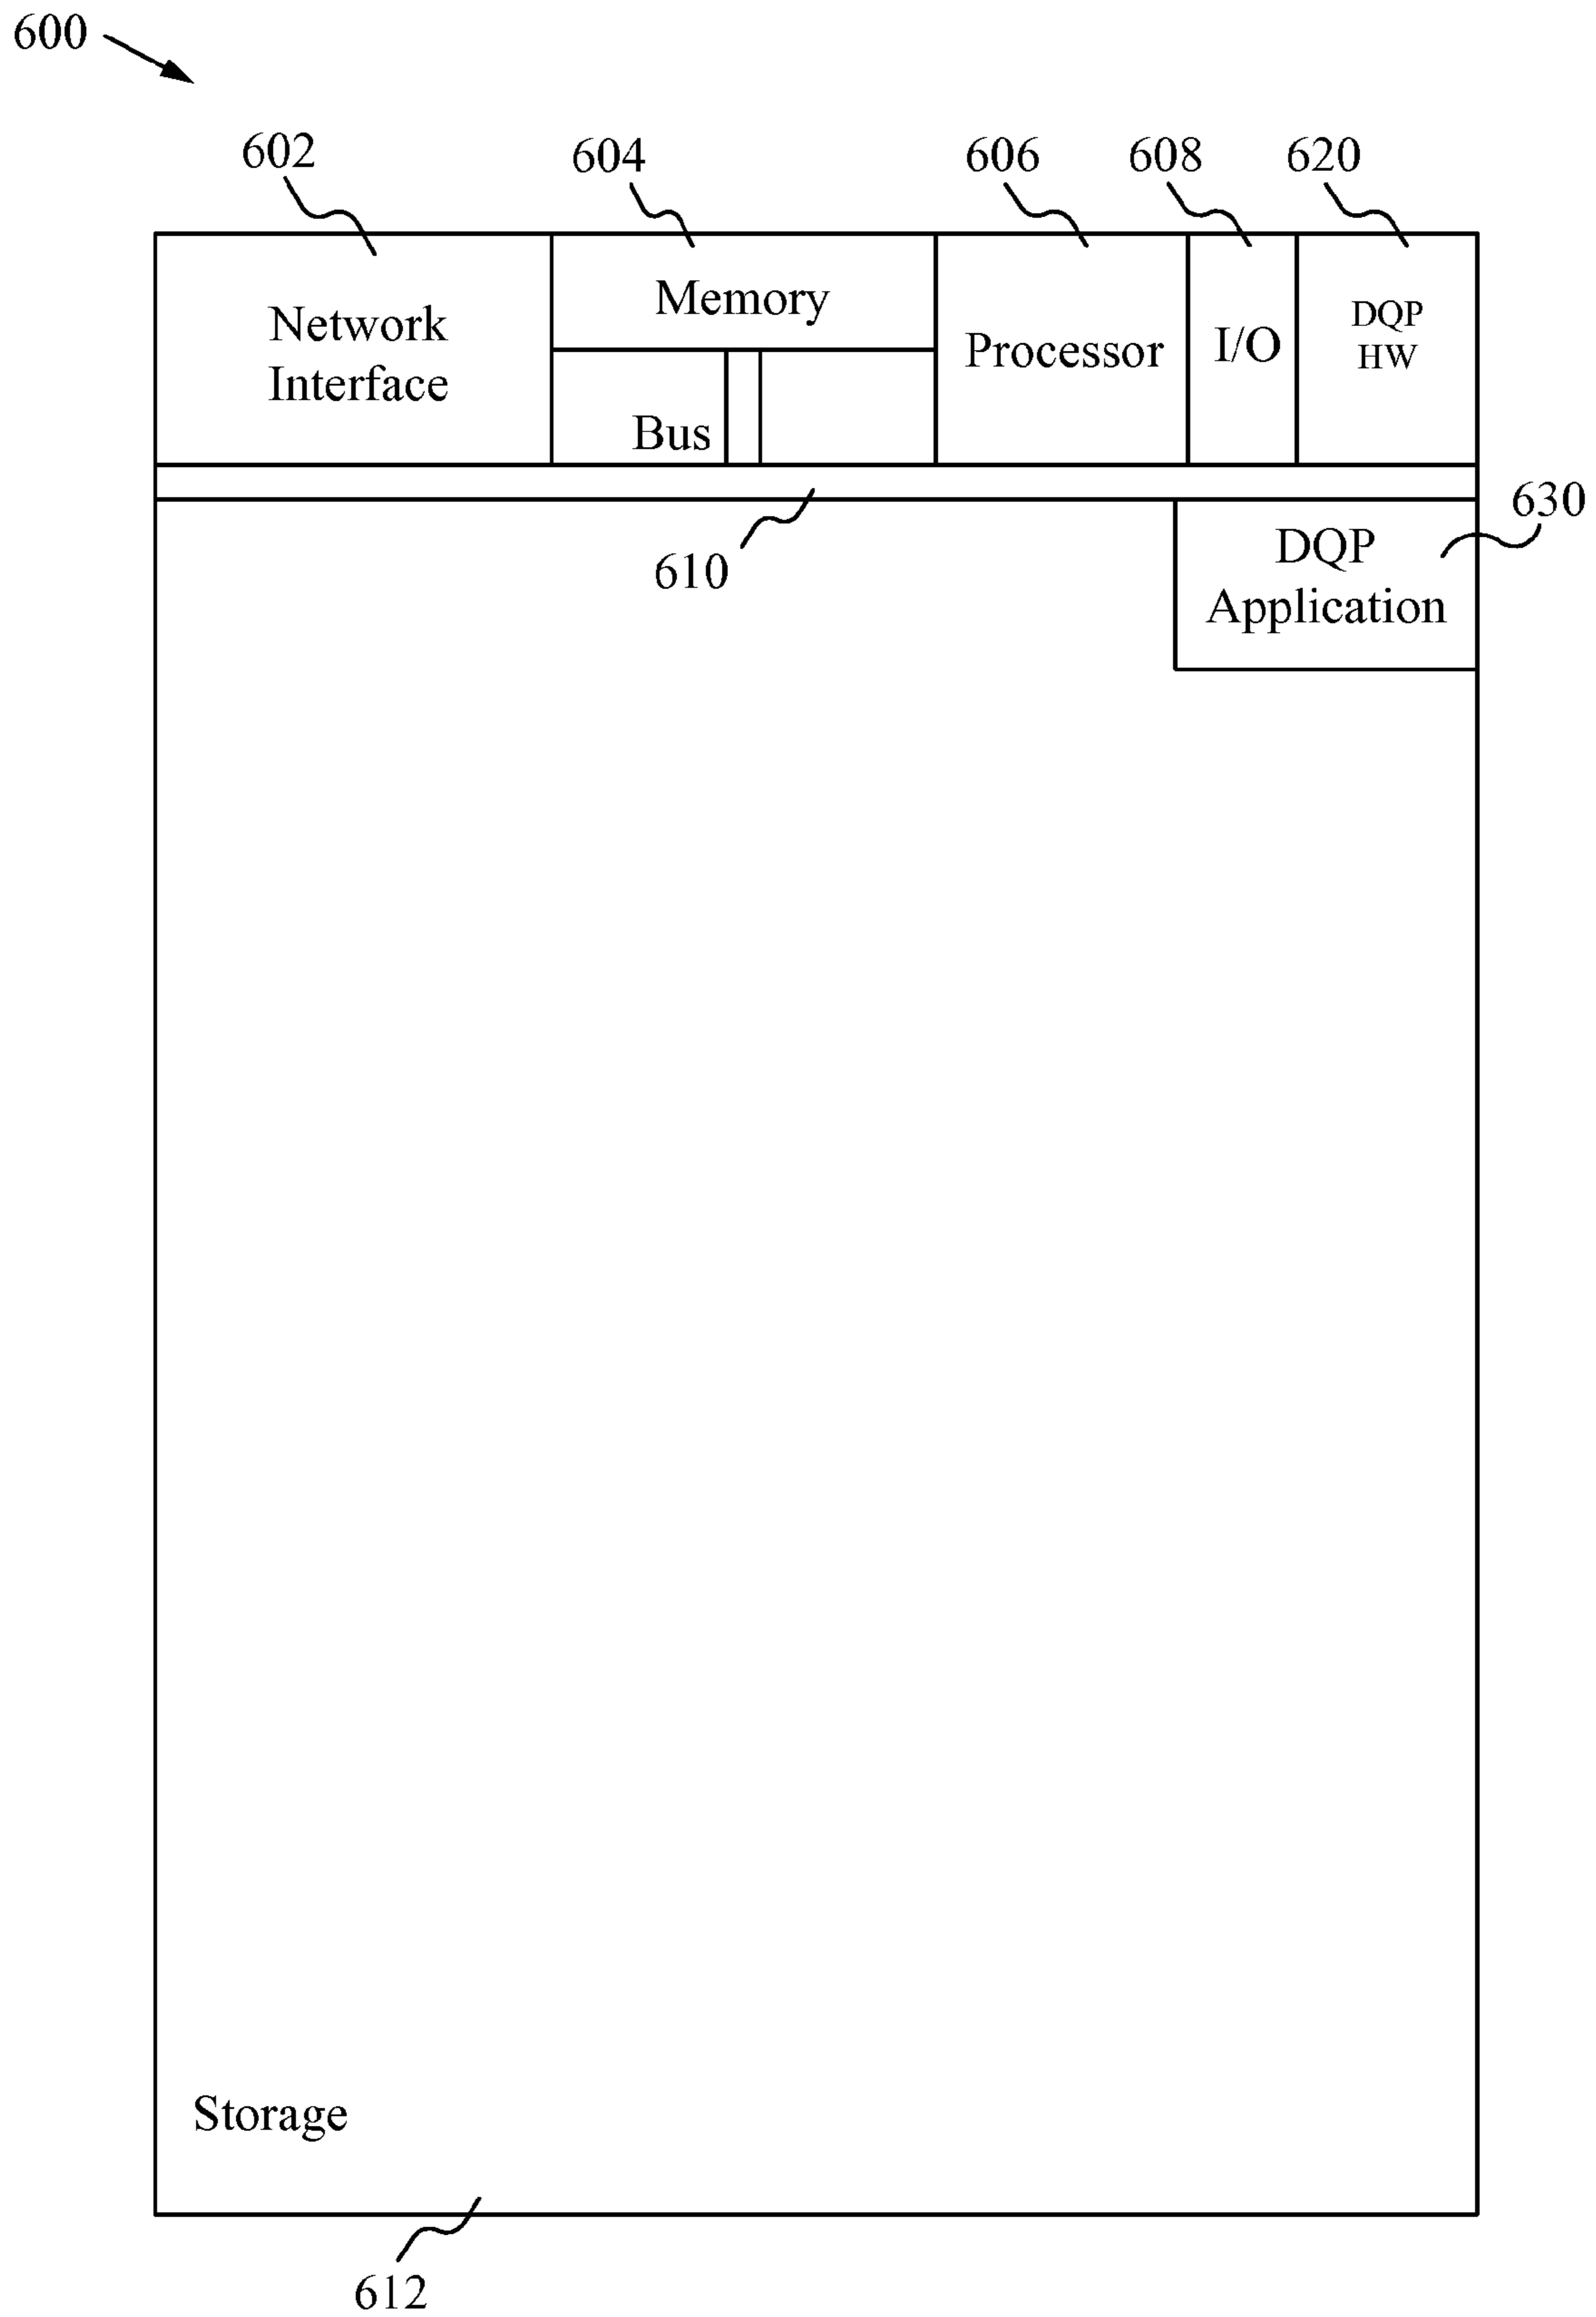 600
602
604
606
608
620
Network
Interface
Memory
Bus
Processor
I/O
DQP
HW
610
630
DQP
Application
Storage
612